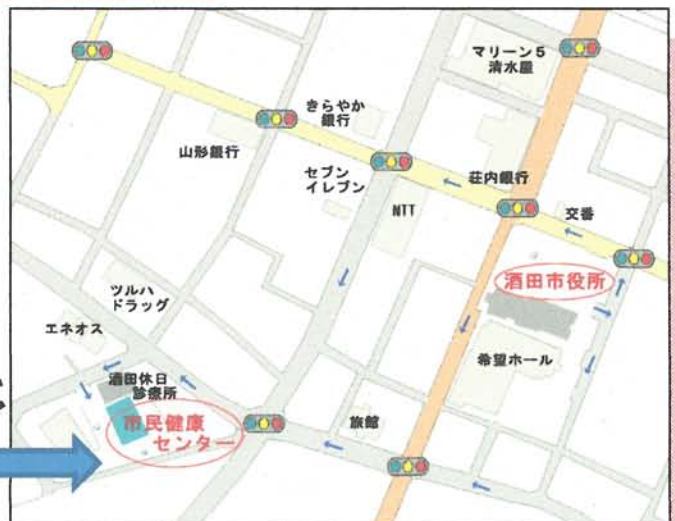 マリーン5
清水屋
きらやか
銀行
山形銀行
セブン
イレブン
荘内銀行
NTT
交番
酒田市役所
ツルハ
ドラッグ
エネオス
希望ホール
酒田休日
診療所
市民健康
センター
旅館